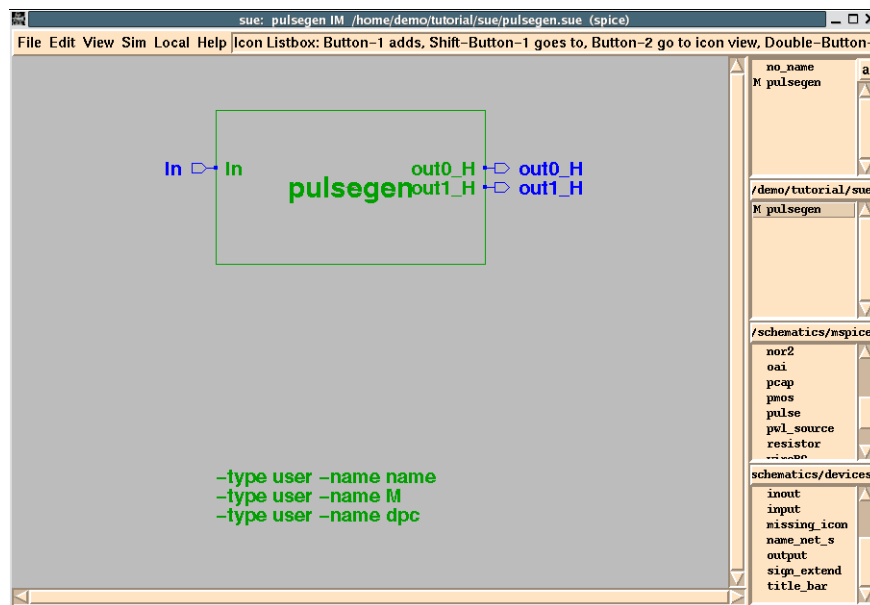 sue: pulsegen IM /home/demo/tutorial/sue/pulsegen.sue (spice)
File Edit View Sim Local Help Icon Listbox: Button-1 adds, Shift-Button-1 goes to, Button-2 go to icon view, Double-Button-
no_name
M pulsegen
a
In In out0_H out0_H
pulsegen out1_H out1_H
/demo/tutorial/sue
M pulsegen
/schematics/mspice
nor2
oai
pcap
pmos
pulse
pwl_source
resistor
-type user -name name
-type user -name M
-type user -name dpc
schematics/devices
inout
input
missing_icon
name_net_s
output
sign_extend
title_bar